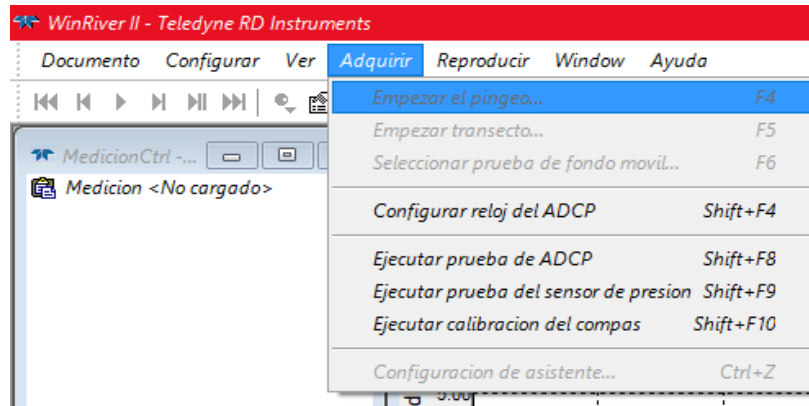 WinRiver II - Teledyne RD Instruments
Documento Configurar Ver Adquirir Reproducir Window Ayuda
Empezar el pingeo... F4
Empezar transecto... F5
MedicionCtrl -...
Seleccionar prueba de fondo movil... F6
Medicion <No cargado>
Configurar reloj del ADCP Shift+F4
Ejecutar prueba de ADCP Shift+F8
Ejecutar prueba del sensor de presion Shift+F9
Ejecutar calibracion del compas Shift+F10
Configuracion de asistente... Ctrl+Z
5.00